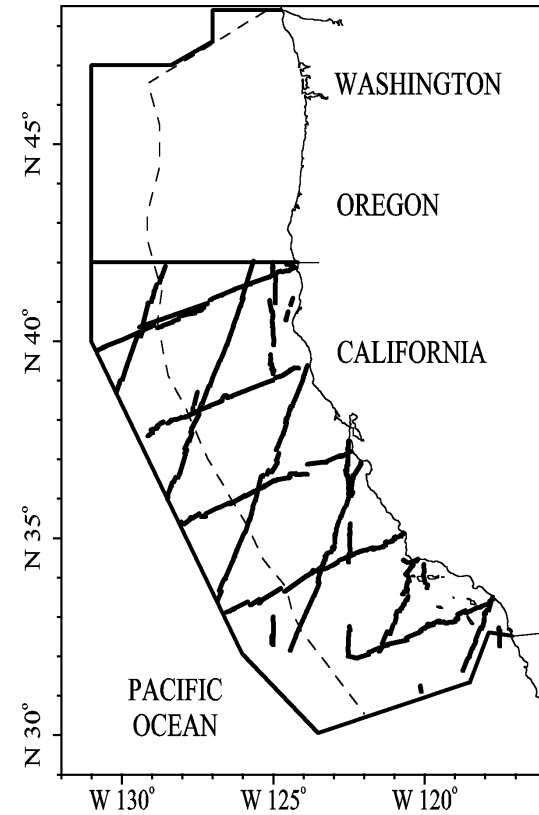 WASHINGTON
N 45°
OREGON
N 40°
CALIFORNIA
N 35°
PACIFIC
OCEAN
N 30°
W 130°
W 125°
W 120°